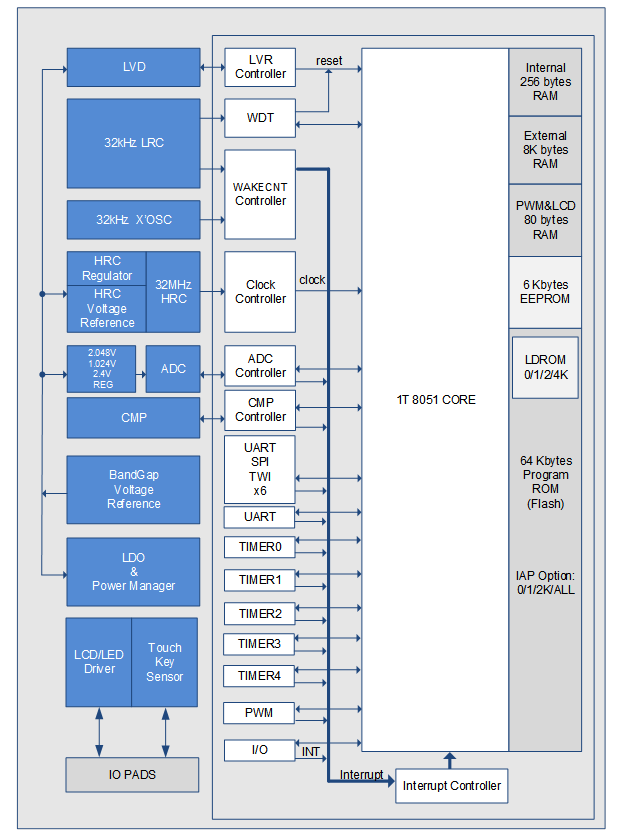 LVD
LVR
Controller
reset
Internal
256 bytes
RAM
32kHz LRC
WDT
External
8K bytes
RAM
WAKECNT
Controller
PWM&LCD
80 bytes
RAM
32kHz X'OSC
HRC
Regulator
HRC
Voltage
Reference
32MHz
HRC
Clock
Controller
clock
6 Kbytes
EEPROM
2.048V
1.024V
2.4V
REG
ADC
ADC
Controller
LDROM
0/1/2/4K
CMP
CMP
Controller
1T 8051 CORE
BandGap
Voltage
Reference
UART
SPI
TWI
x6
64 Kbytes
Program
ROM
(Flash)
UART
LDO
&
Power Manager
TIMER0
TIMER1
IAP Option:
0/1/2K/ALL
TIMER2
LCD/LED
Driver
Touch
Key
Sensor
TIMER3
TIMER4
PWM
I/O
INT
IO PADS
Interrupt
Interrupt Controller